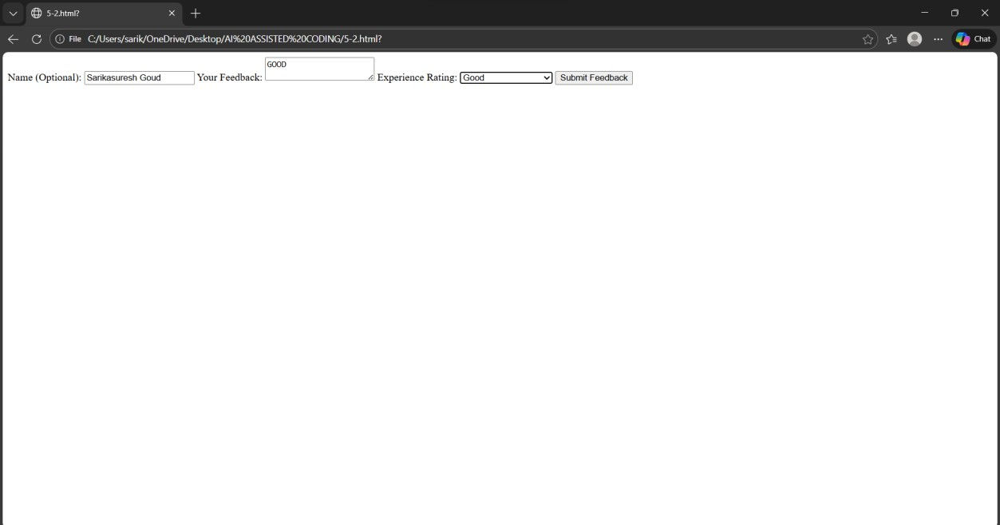 5-2.html?
File C:/Users/sarik/OneDrive/Desktop/AI%20ASSISTED%20CODING/5-2.html?
Chat
GOOD
Name (Optional): Sarikasuresh Goud Your Feedback: Experience Rating: Good Submit Feedback